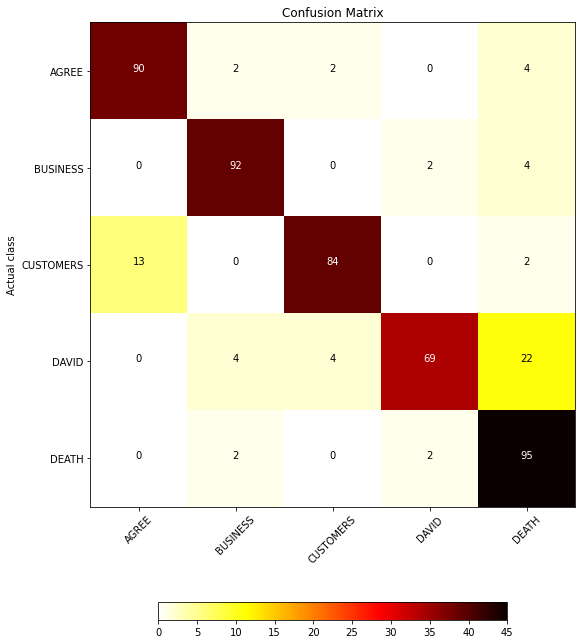 Confusion Matrix
Actual class
AGREE 90 2 2 0 4
BUSINESS 0 92 0 2 4
CUSTOMERS 13 0 84 0 2
DAVID 0 4 4 69 22
DEATH 0 2 0 2 95
AGREE BUSINESS CUSTOMERS DAVID DEATH
0 5 10 15 20 25 30 35 40 45